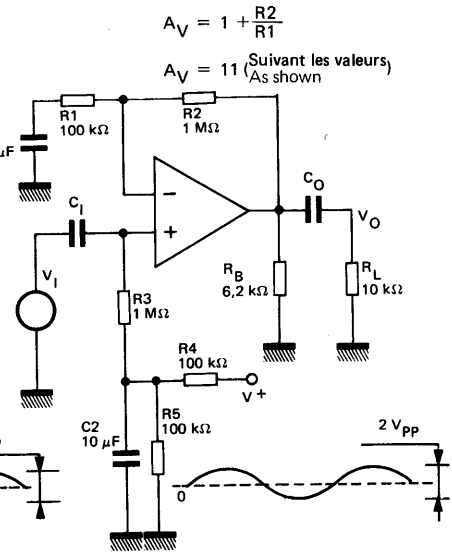 A_V = 1 + R2/R1
A_V = 11 (Suivant les valeurs)
As shown
R1
100 kΩ
R2
1 MΩ
μF
C_I
−
+
C_O
V_O
V_I
R_B
6,2 kΩ
R_L
10 kΩ
R3
1 MΩ
R4
100 kΩ
V+
C2
10 μF
R5
100 kΩ
2 V_PP
0